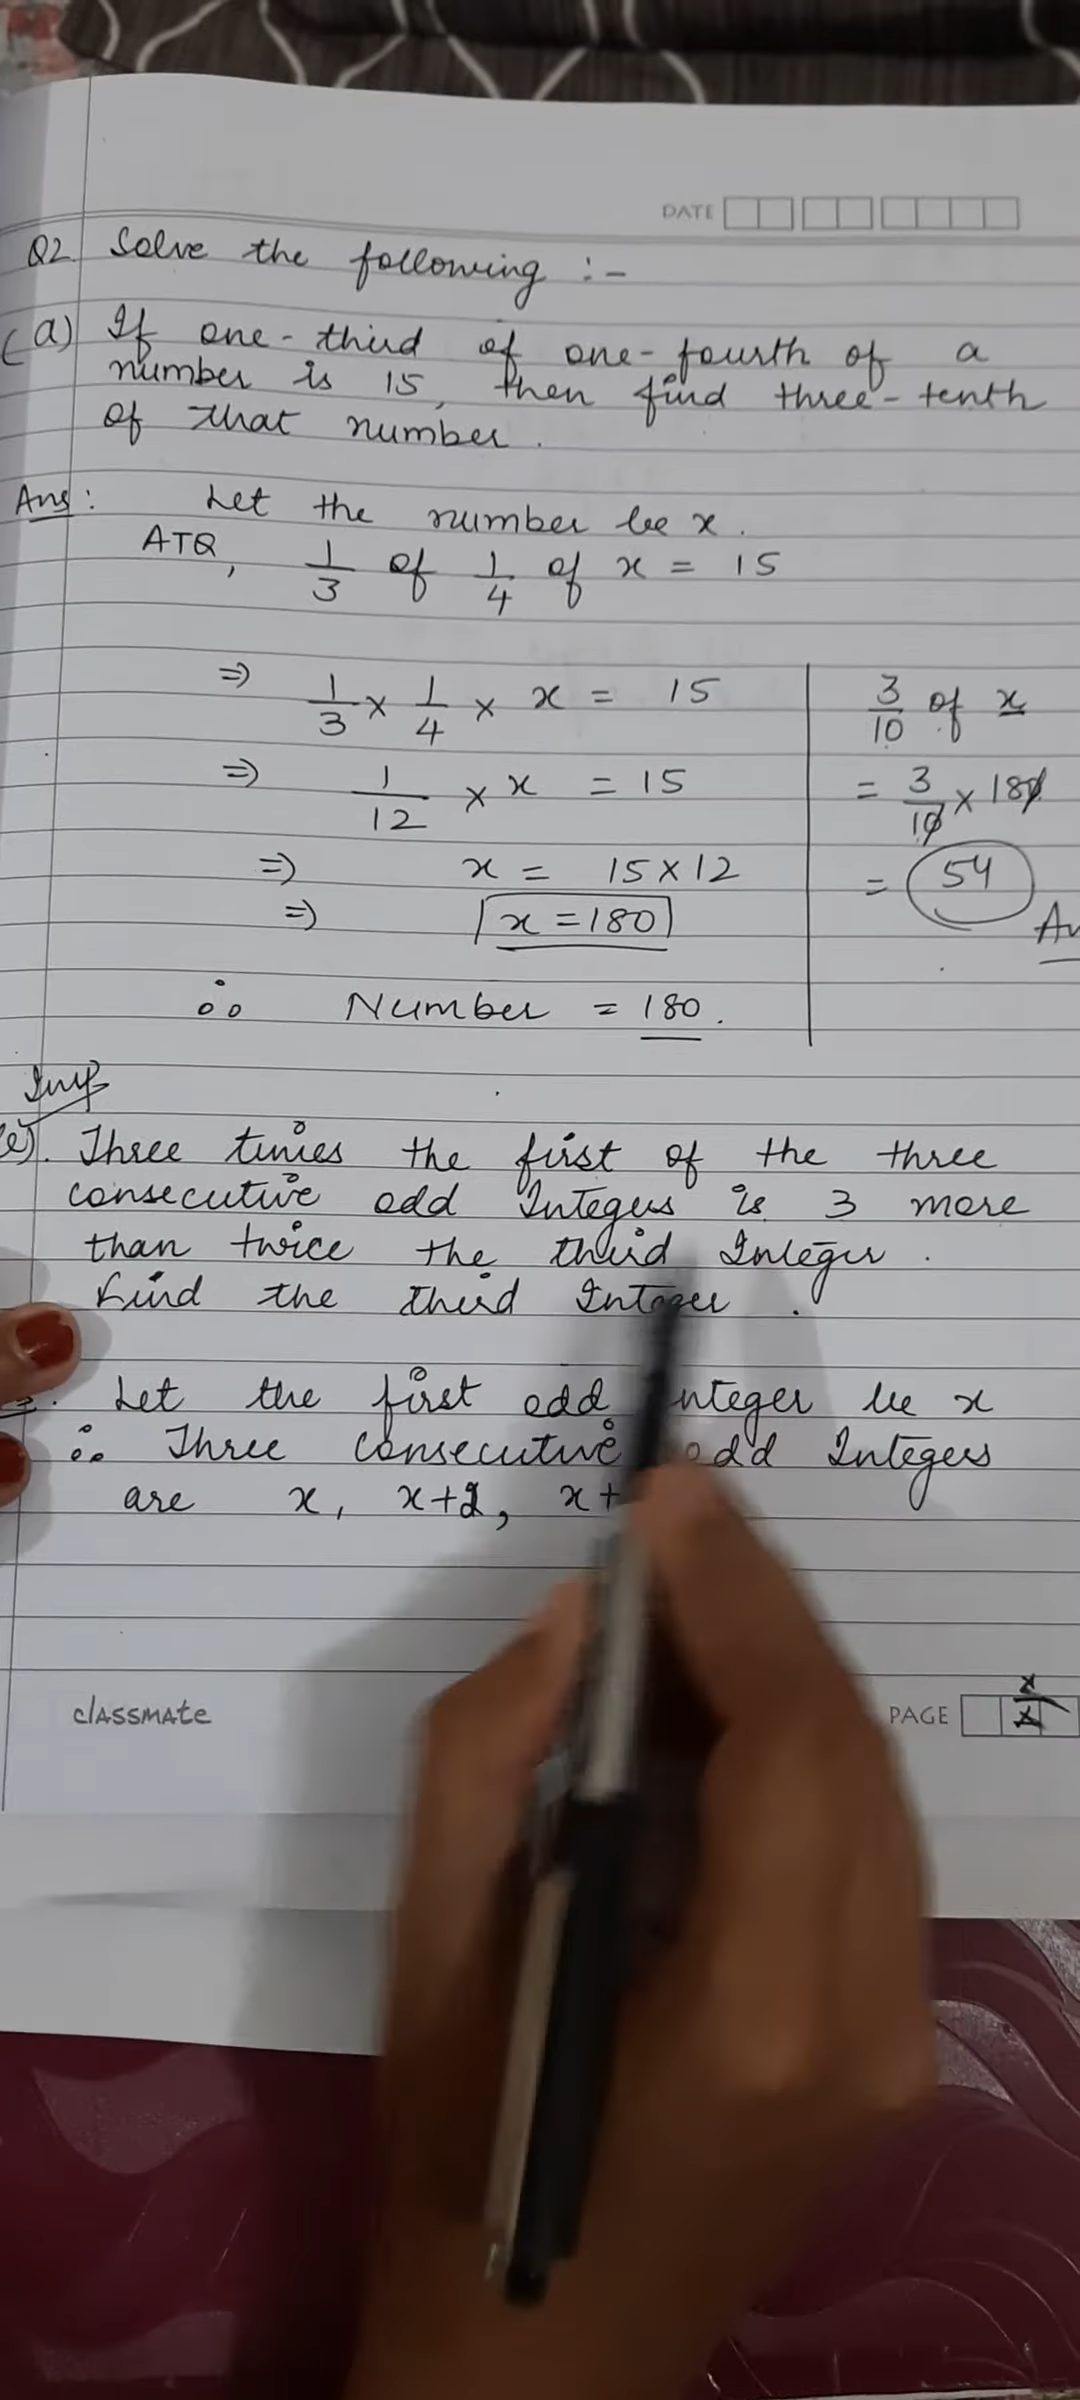 DATE
Q2 Solve the following :-
(a) If one-third of one-fourth of a
number is 15, then find three-tenth
of that number.
Ans: Let the number be x.
ATQ, 1/3 of 1/4 of x = 15
⇒ 1/3 × 1/4 × x = 15
⇒ 1/12 × x = 15
⇒ x = 15×12
⇒ x = 180
∴ Number = 180.
3/10 of x
= 3/10 × 180
= 54
Imp
(e). Three times the first of the three
consecutive odd Integers is 3 more
than twice the third Integer.
Find the third Integer.
Let the first odd Integer be x
∴ Three consecutive odd Integers
are x, x+2, x+
classmate
PAGE